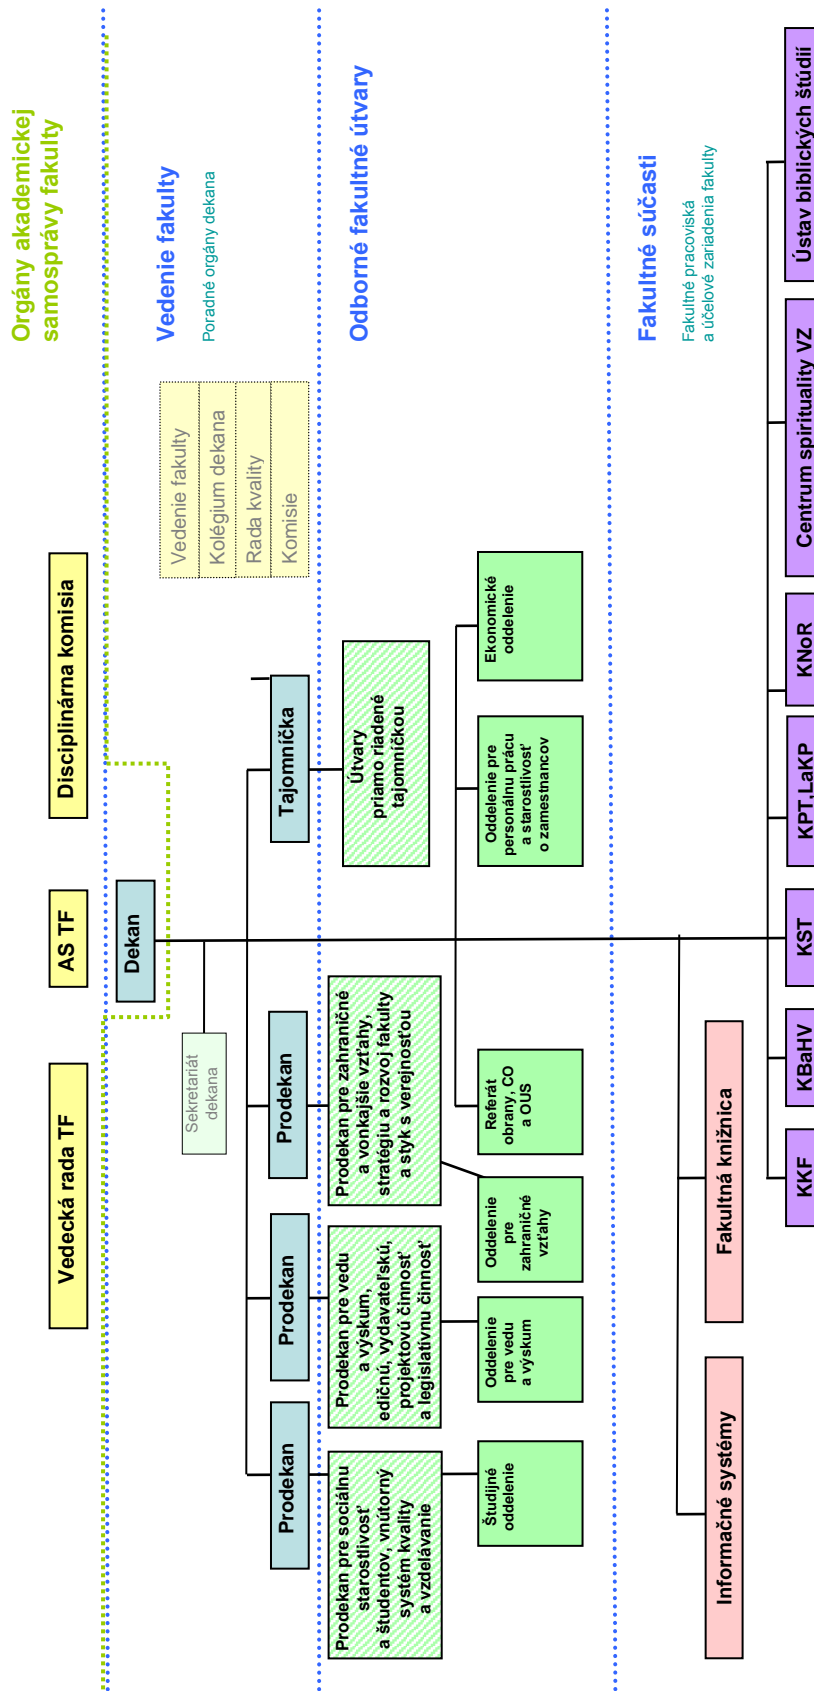 Orgány akademickej
samosprávy fakulty
Vedecká rada TF
AS TF
Disciplinárna komisia
Vedenie fakulty
Poradné orgány dekana
Dekan
Sekretariát
dekana
Vedenie fakulty
Kolégium dekana
Rada kvality
Komisie
Prodekan
Prodekan
Prodekan
Tajomníčka
Odborné fakultné útvary
Prodekan pre sociálnu
starostlivosť
a študentov, vnútorný
systém kvality
a vzdelávanie
Prodekan pre vedu
a výskum,
edičnú, vydavateľskú,
projektovú činnosť
a legislatívnu činnosť
Prodekan pre zahraničné
a vonkajšie vzťahy,
stratégiu a rozvoj fakulty
a styk s verejnosťou
Útvary
priamo riadené
tajomníčkou
Študijné
oddelenie
Oddelenie
pre vedu
a výskum
Oddelenie
pre
zahraničné
vzťahy
Referát
obrany, CO
a OUS
Oddelenie pre
personálnu prácu
a starostlivosť
o zamestnancov
Ekonomické
oddelenie
Fakultné súčasti
Fakultné pracoviská
a účelové zariadenia fakulty
Informačné systémy
Fakultná knižnica
KKF
KBaHV
KST
KPT,LaKP
KNoR
Centrum spirituality VZ
Ústav biblických štúdií